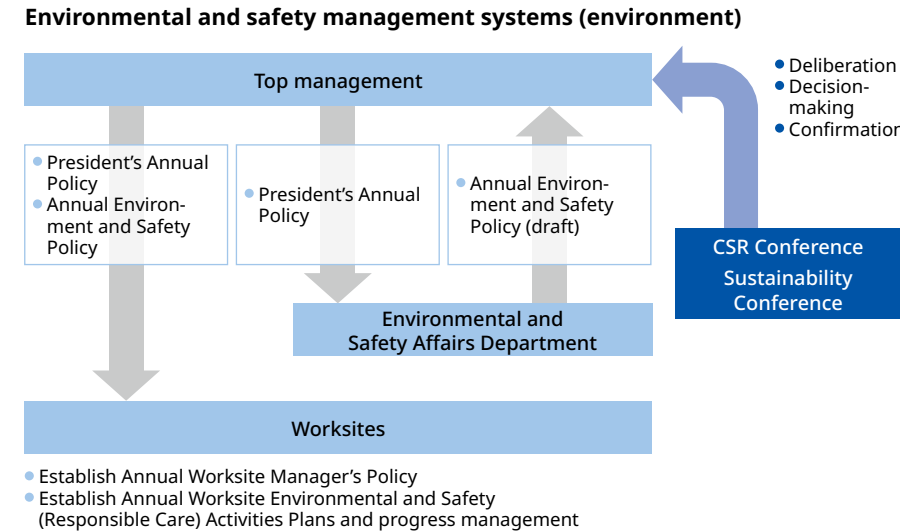 Environmental and safety management systems (environment)
Top management
● Deliberation
● Decision-
making
● Confirmation
● President’s Annual
Policy
● Annual Environ-
ment and Safety
Policy
● President’s Annual
Policy
● Annual Environ-
ment and Safety
Policy (draft)
CSR Conference
Sustainability
Conference
Environmental and
Safety Affairs Department
Worksites
● Establish Annual Worksite Manager’s Policy
● Establish Annual Worksite Environmental and Safety
(Responsible Care) Activities Plans and progress management